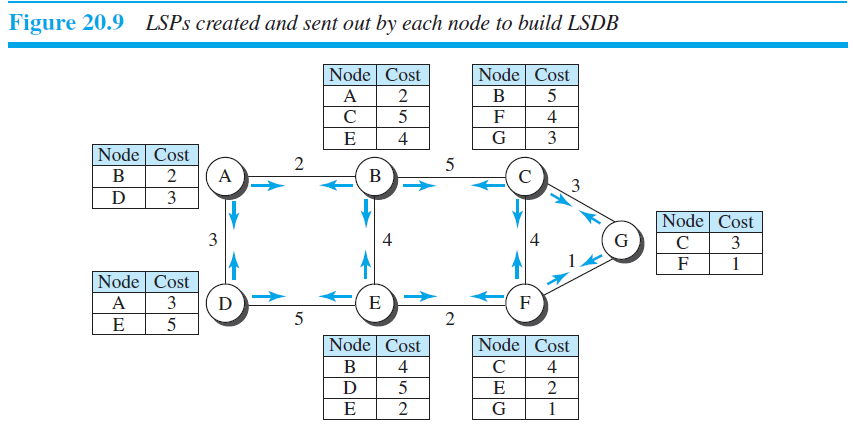 Figure 20.9 LSPs created and sent out by each node to build LSDB
Node Cost
A 2
C 5
E 4
Node Cost
B 5
F 4
G 3
Node Cost
B 2
D 3
A
2
B
5
C
3
Node Cost
C 3
F 1
3
4
4
G
1
Node Cost
A 3
E 5
D
5
E
2
F
Node Cost
B 4
D 5
E 2
Node Cost
C 4
E 2
G 1